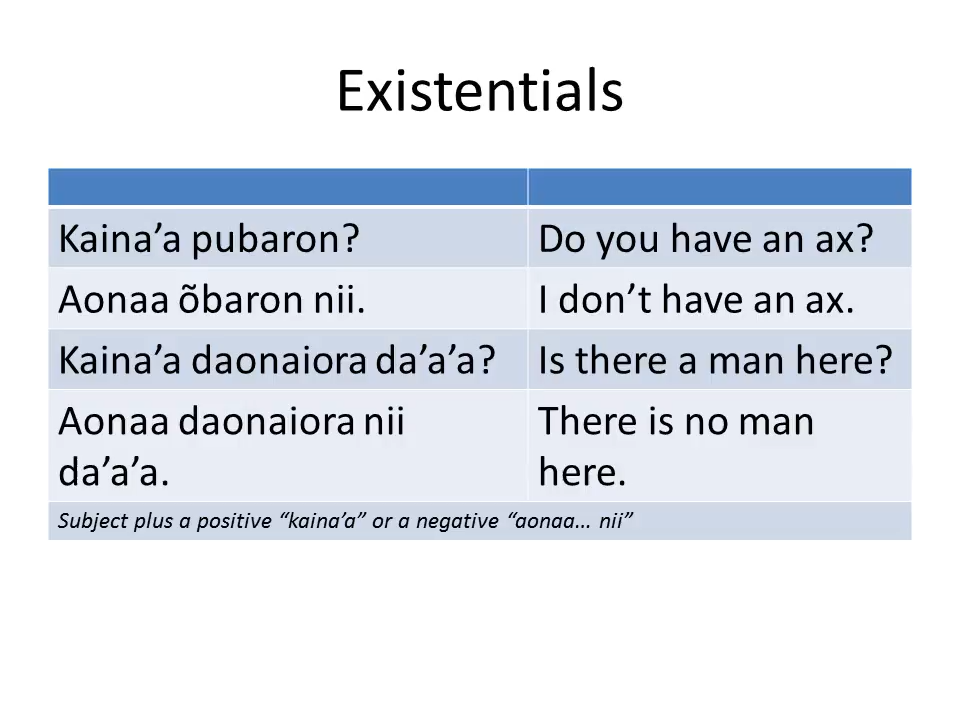 Existentials
Kaina’a pubaron?
Do you have an ax?
Aonaa õbaron nii.
I don’t have an ax.
Kaina’a daonaiora da’a’a?
Is there a man here?
Aonaa daonaiora nii
da’a’a.
There is no man
here.
Subject plus a positive “kaina’a” or a negative “aonaa… nii”